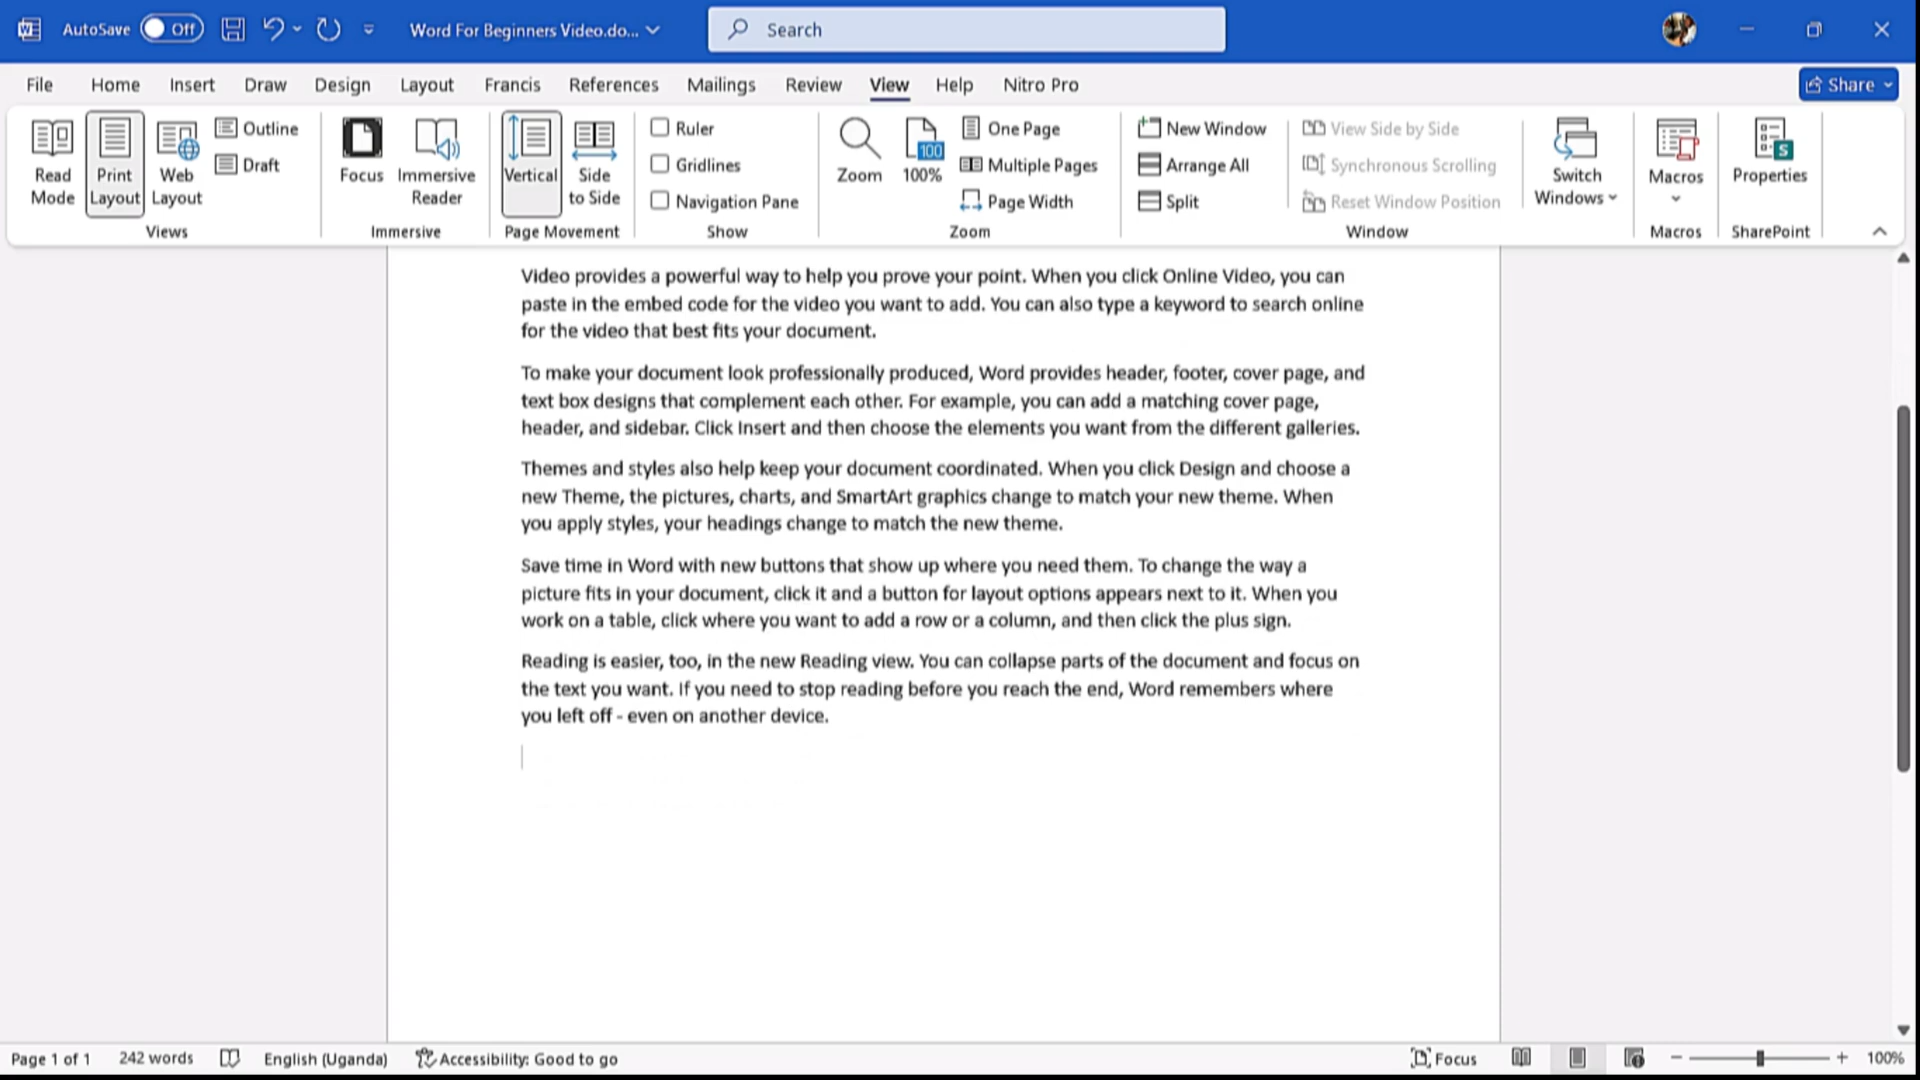 AutoSave Off Word For Beginners Video.do... Search
File Home Insert Draw Design Layout Francis References Mailings Review View Help Nitro Pro Share
Read Mode
Print Layout
Web Layout
Outline
Draft
Views
Focus
Immersive Reader
Immersive
Vertical
Side to Side
Page Movement
Ruler
Gridlines
Navigation Pane
Show
Zoom
100
100%
One Page
Multiple Pages
Page Width
Zoom
New Window
Arrange All
Split
View Side by Side
Synchronous Scrolling
Reset Window Position
Switch Windows
Window
Macros
Macros
Properties
SharePoint
Video provides a powerful way to help you prove your point. When you click Online Video, you can
paste in the embed code for the video you want to add. You can also type a keyword to search online
for the video that best fits your document.
To make your document look professionally produced, Word provides header, footer, cover page, and
text box designs that complement each other. For example, you can add a matching cover page,
header, and sidebar. Click Insert and then choose the elements you want from the different galleries.
Themes and styles also help keep your document coordinated. When you click Design and choose a
new Theme, the pictures, charts, and SmartArt graphics change to match your new theme. When
you apply styles, your headings change to match the new theme.
Save time in Word with new buttons that show up where you need them. To change the way a
picture fits in your document, click it and a button for layout options appears next to it. When you
work on a table, click where you want to add a row or a column, and then click the plus sign.
Reading is easier, too, in the new Reading view. You can collapse parts of the document and focus on
the text you want. If you need to stop reading before you reach the end, Word remembers where
you left off - even on another device.
Page 1 of 1 242 words English (Uganda) Accessibility: Good to go Focus 100%